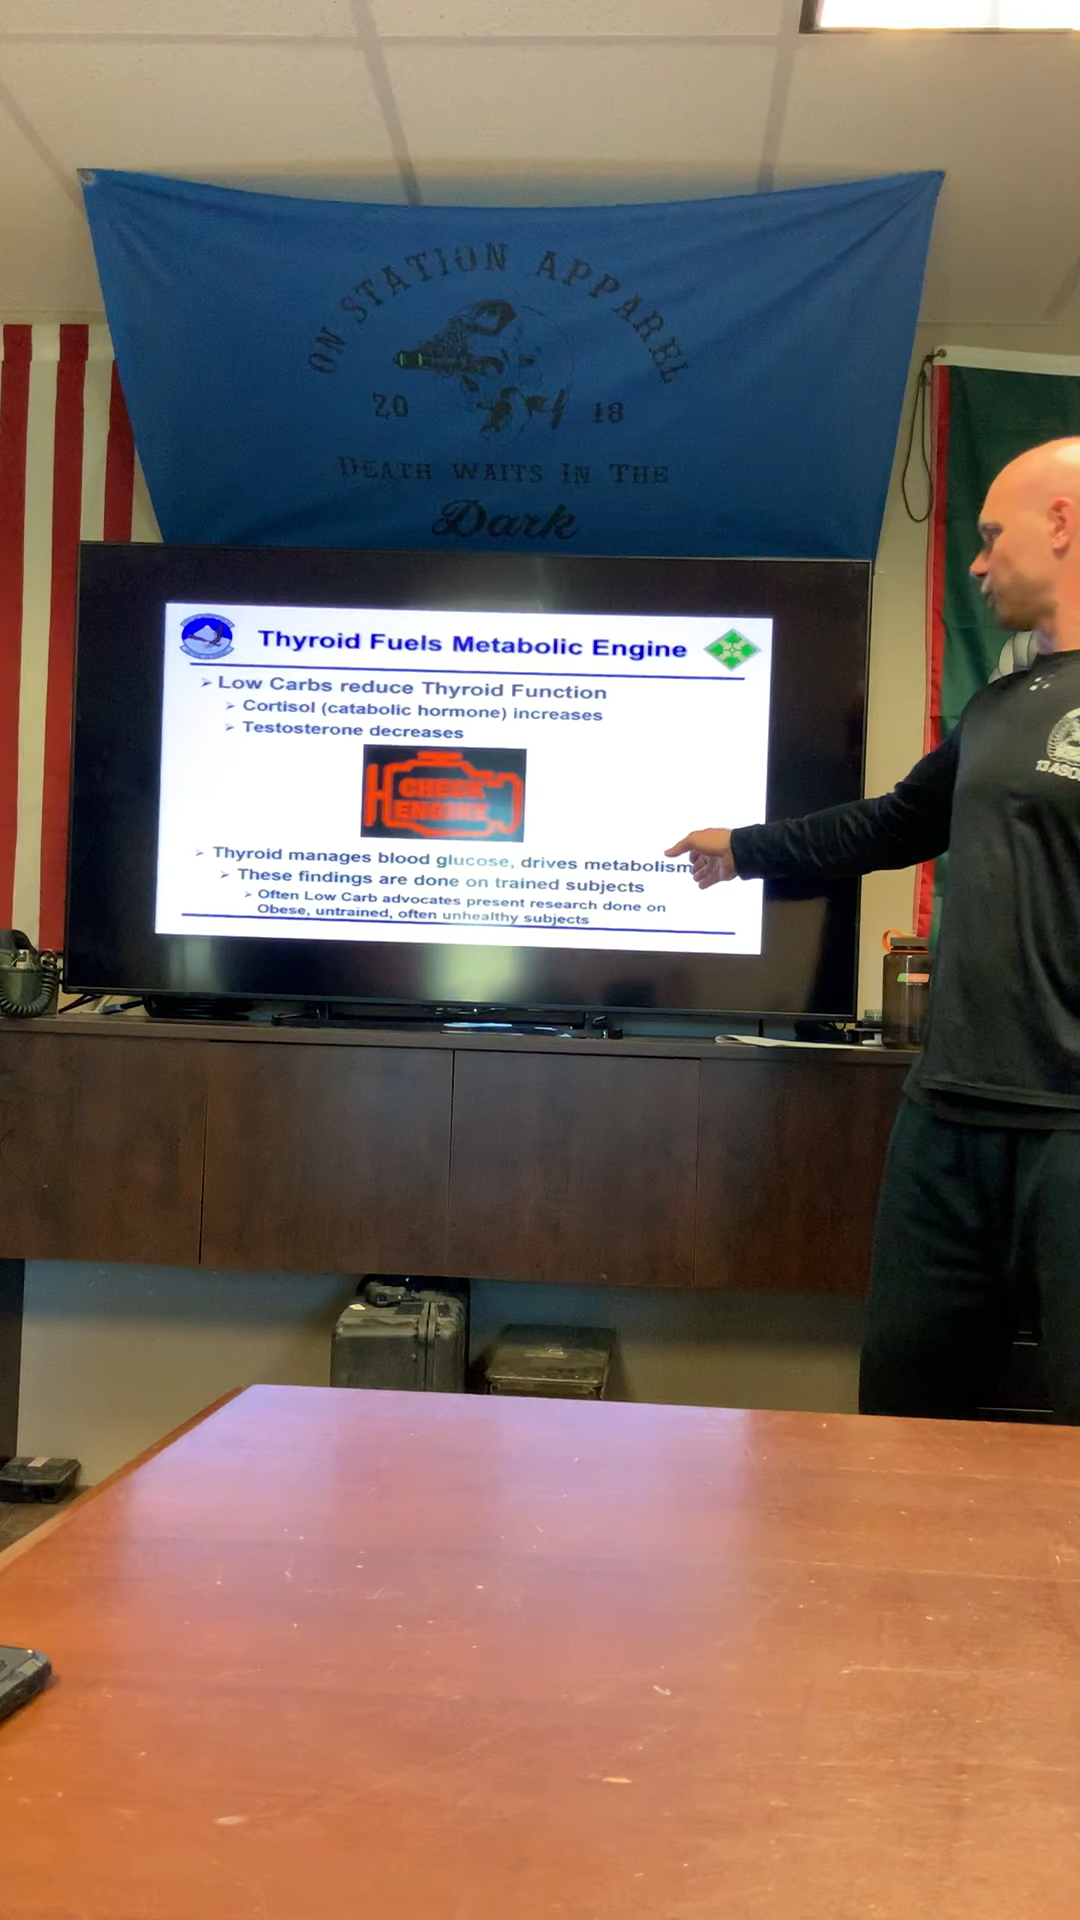 ON STATION APPAREL
20 18
DEATH WAITS IN THE
Dark
Thyroid Fuels Metabolic Engine
➢ Low Carbs reduce Thyroid Function
➢ Cortisol (catabolic hormone) increases
➢ Testosterone decreases
CHECK
ENGINE
➢ Thyroid manages blood glucose, drives metabolism
➢ These findings are done on trained subjects
➢ Often Low Carb advocates present research done on
Obese, untrained, often unhealthy subjects